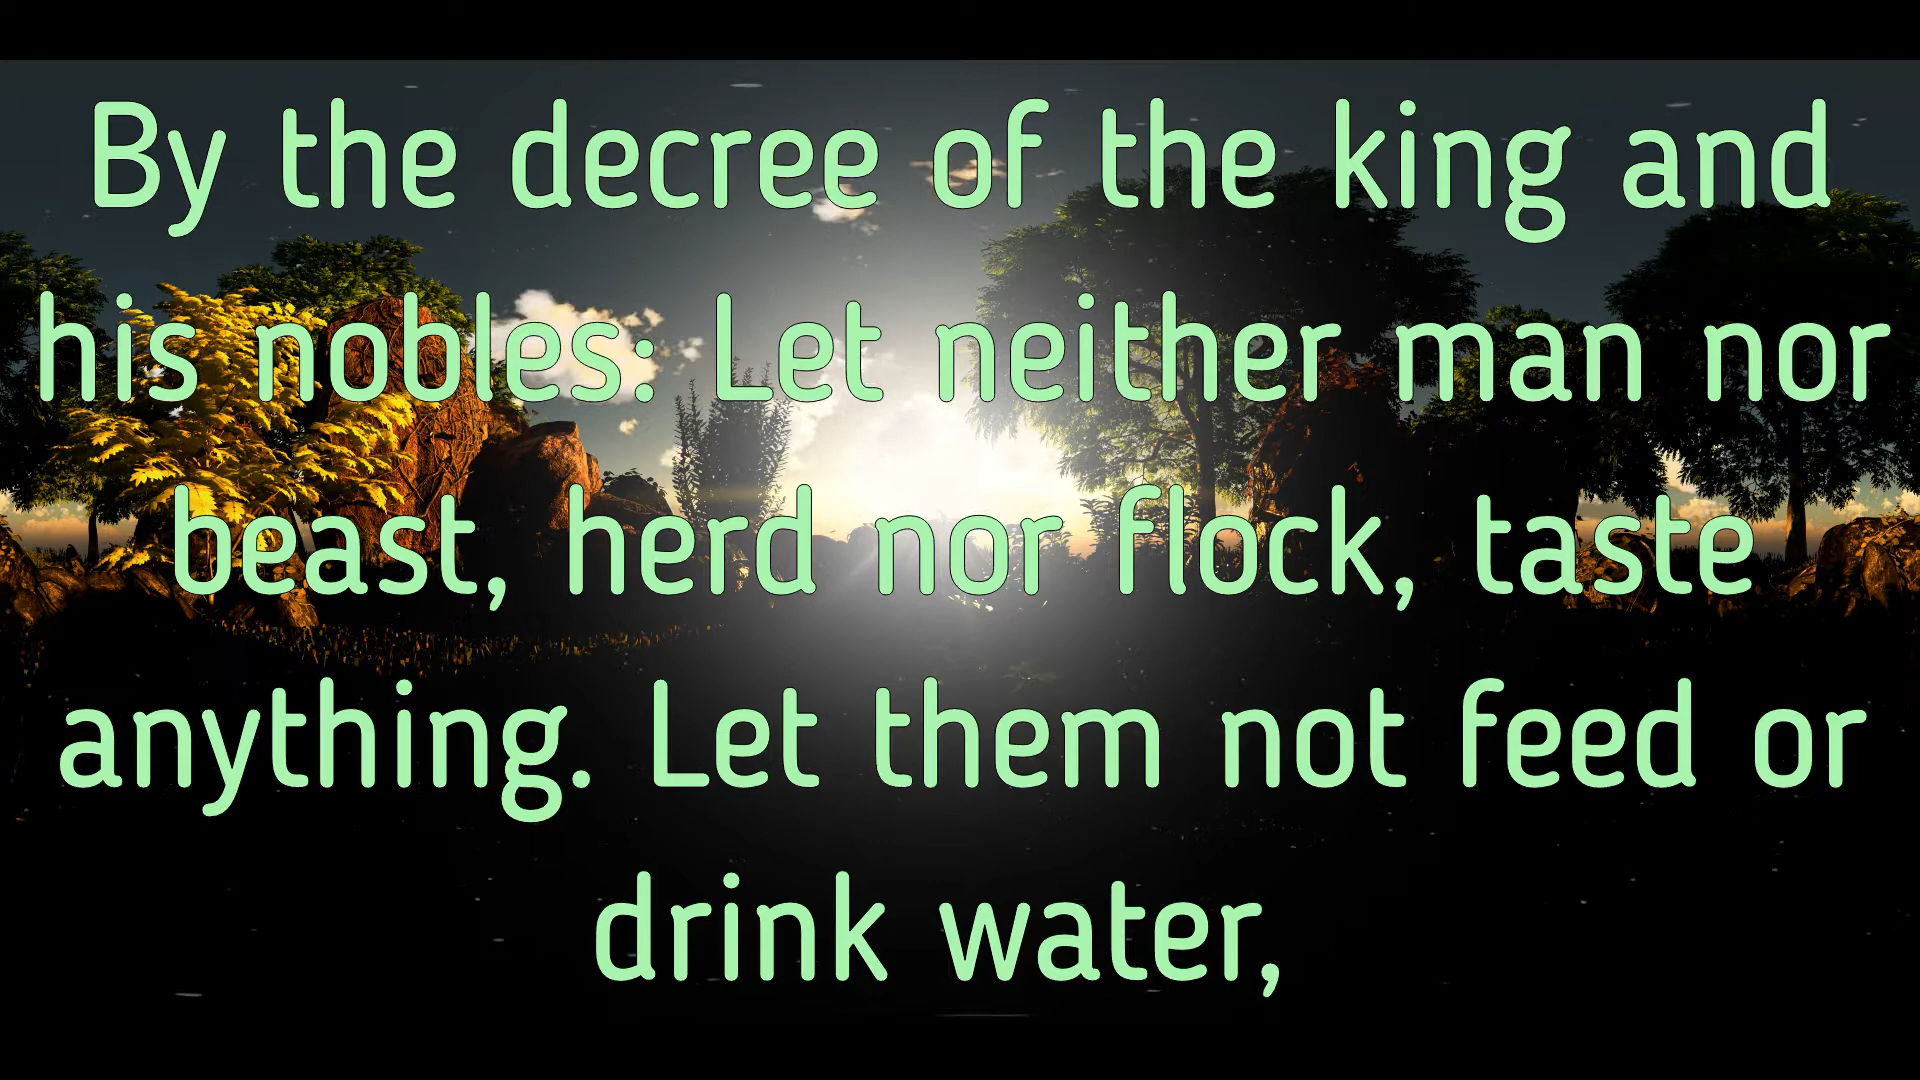 By the decree of the king and
his nobles: Let neither man nor
beast, herd nor flock, taste
anything. Let them not feed or
drink water,